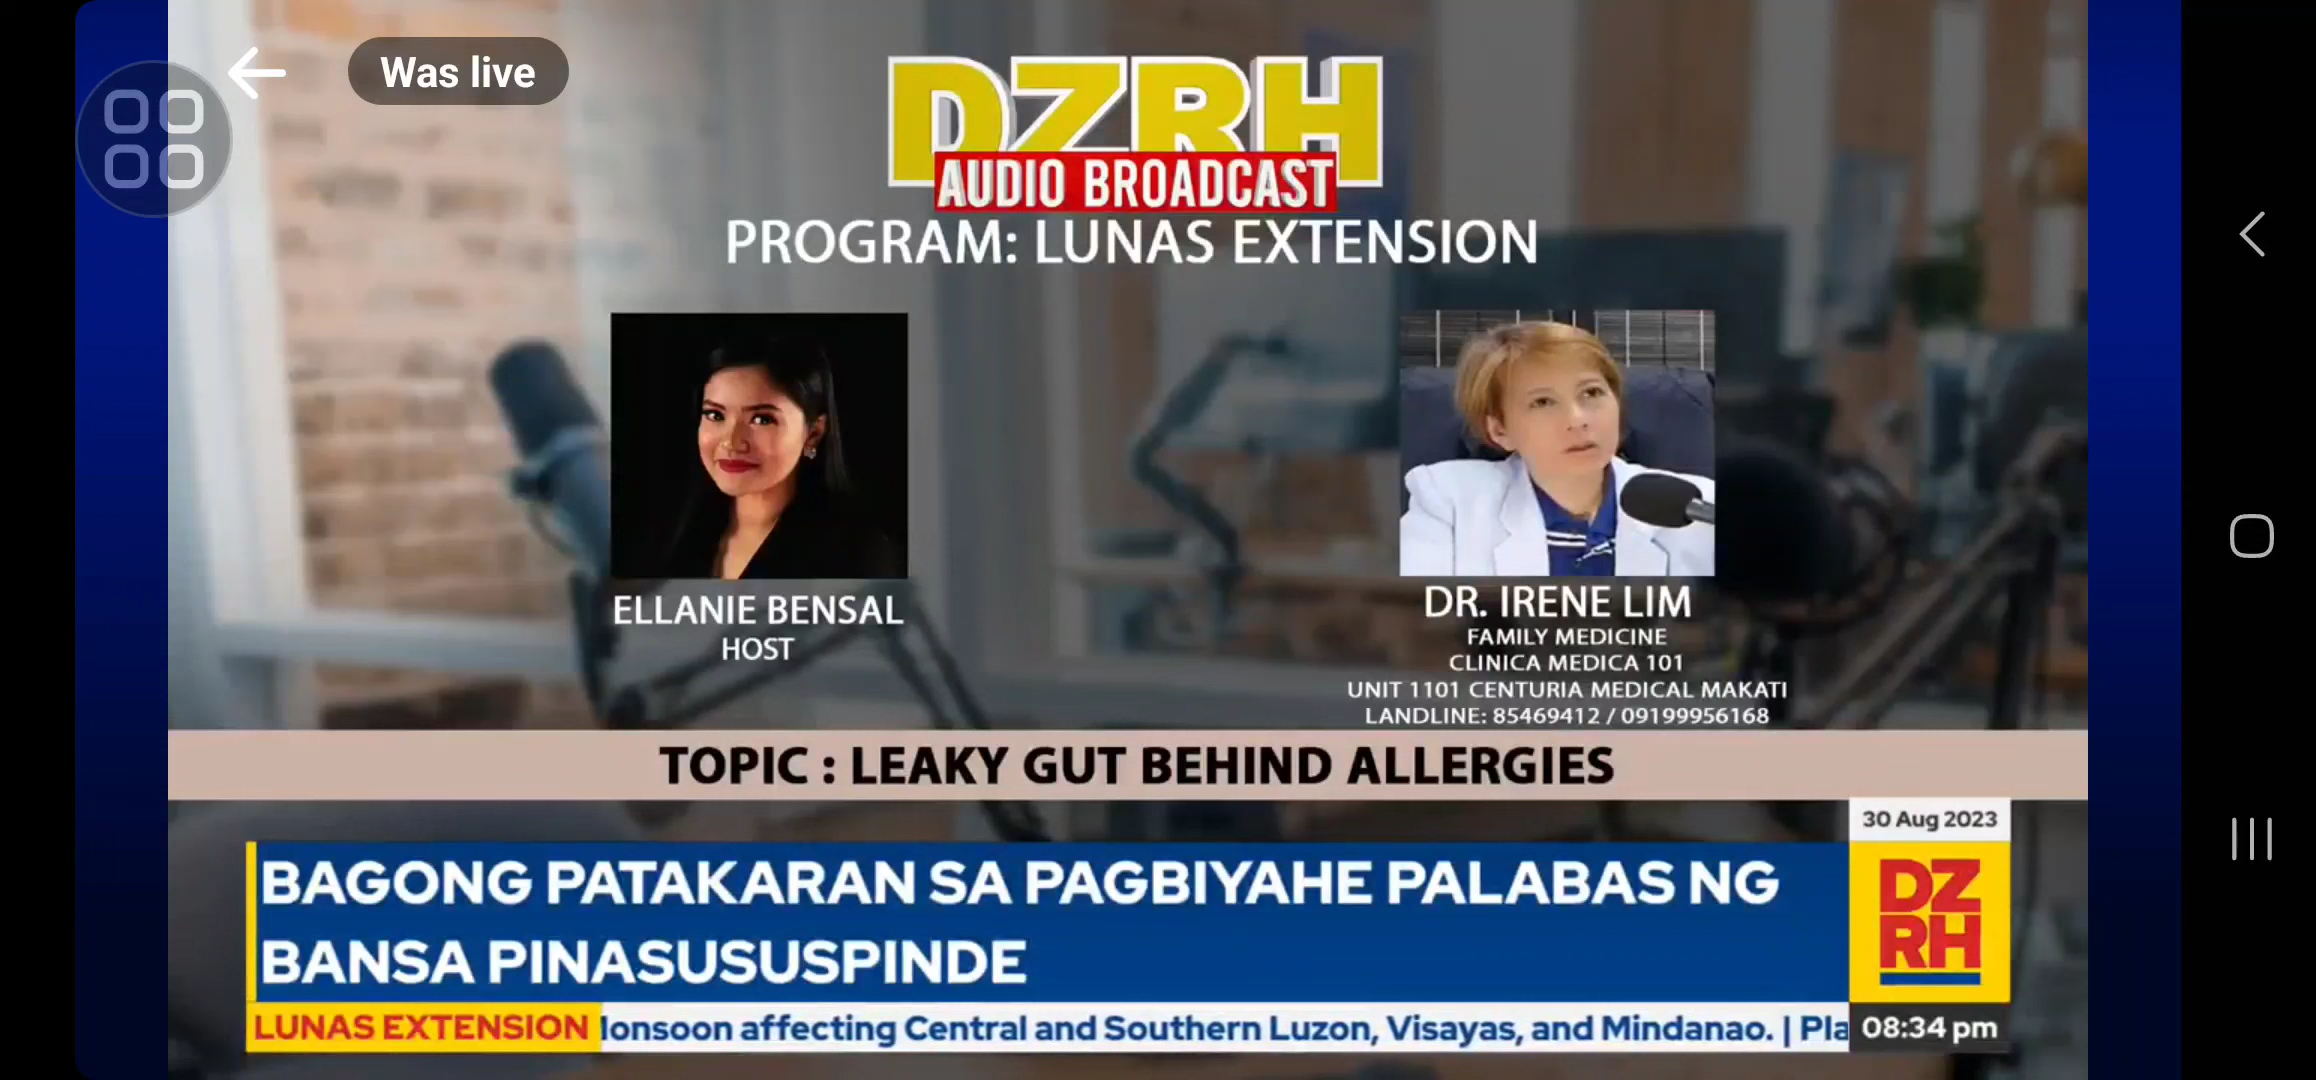 Was live
DZRH
AUDIO BROADCAST
PROGRAM: LUNAS EXTENSION
ELLANIE BENSAL
HOST
DR. IRENE LIM
FAMILY MEDICINE
CLINICA MEDICA 101
UNIT 1101 CENTURIA MEDICAL MAKATI
LANDLINE: 85469412 / 09199956168
TOPIC : LEAKY GUT BEHIND ALLERGIES
30 Aug 2023
BAGONG PATAKARAN SA PAGBIYAHE PALABAS NG
BANSA PINASUSUSPINDE
DZ
RH
LUNAS EXTENSION onsoon affecting Central and Southern Luzon, Visayas, and Mindanao. | Pla
08:34 pm